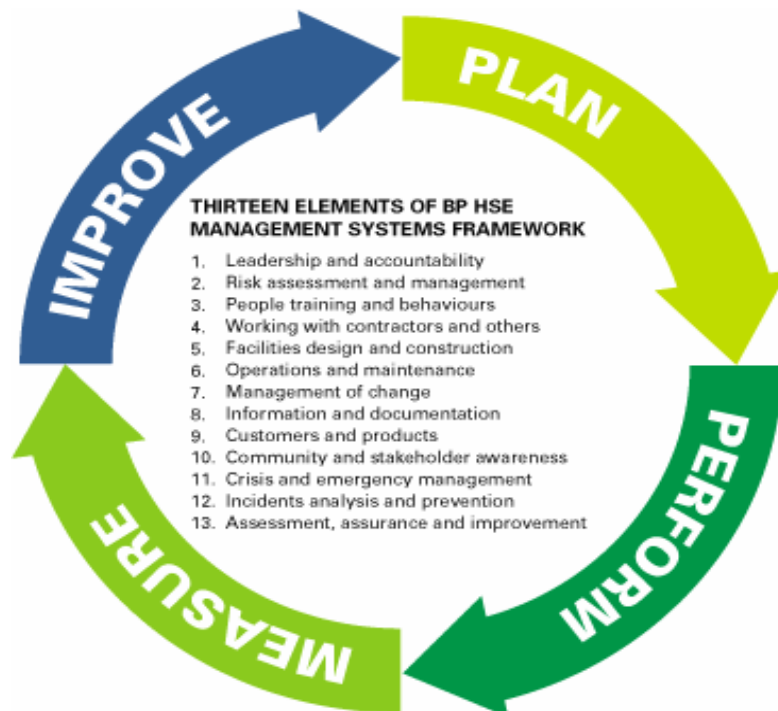 PLAN
PERFORM
MEASURE
IMPROVE
THIRTEEN ELEMENTS OF BP HSE
MANAGEMENT SYSTEMS FRAMEWORK
1. Leadership and accountability
2. Risk assessment and management
3. People training and behaviours
4. Working with contractors and others
5. Facilities design and construction
6. Operations and maintenance
7. Management of change
8. Information and documentation
9. Customers and products
10. Community and stakeholder awareness
11. Crisis and emergency management
12. Incidents analysis and prevention
13. Assessment, assurance and improvement